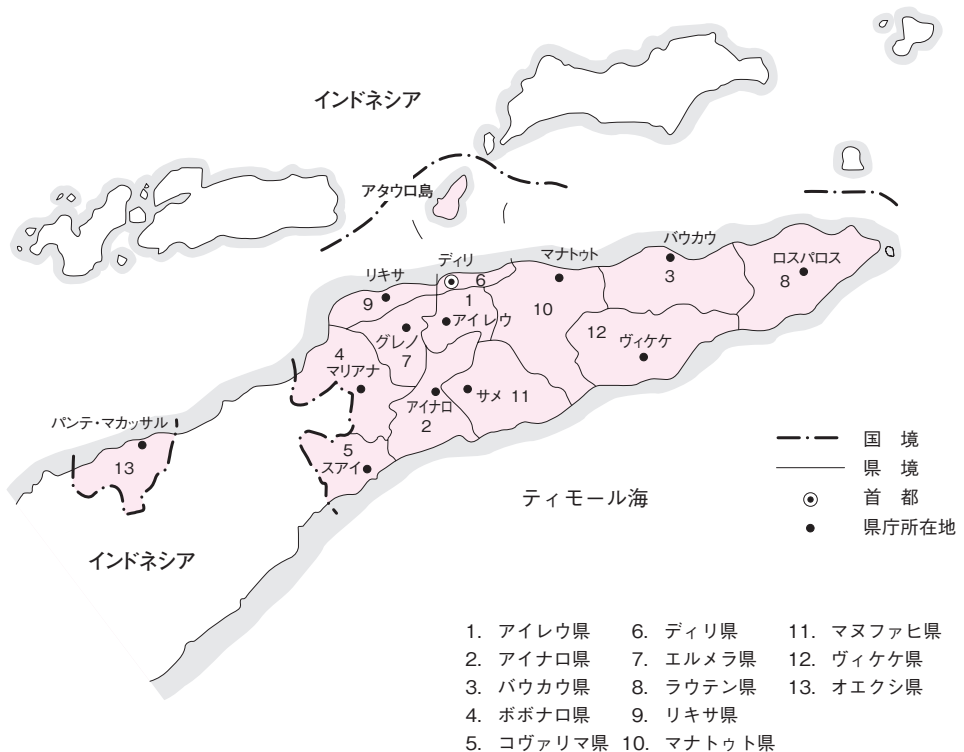 インドネシア
アタウロ島
バウカウ
マナトゥト
ディリ
ロスパロス
リキサ
6
3
8
9
1
10
アイレウ
グレノ
12
ヴィケケ
4
7
マリアナ
サメ 11
アイナロ
2
パンテ・マカッサル
5
スアイ
13
国 境
県 境
首 都
県庁所在地
ティモール海
インドネシア
1. アイレウ県
2. アイナロ県
3. バウカウ県
4. ボボナロ県
5. コヴァリマ県
6. ディリ県
7. エルメラ県
8. ラウテン県
9. リキサ県
10. マナトゥト県
11. マヌファヒ県
12. ヴィケケ県
13. オエクシ県